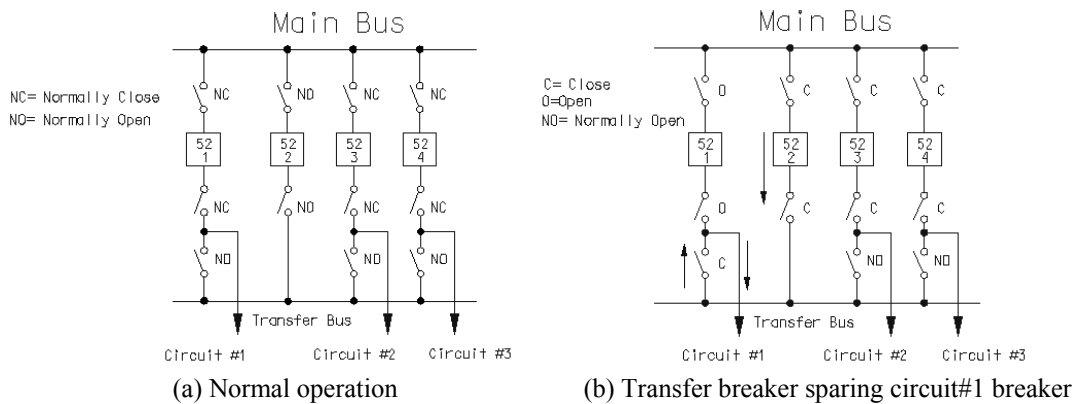 Main Bus
NC= Normally Close
NO= Normally Open
NC
NO
NC
NC
52
1
52
2
52
3
52
4
NC
NO
NC
NC
NO
NO
NO
Transfer Bus
Circuit #1
Circuit #2
Circuit #3
(a) Normal operation
Main Bus
C= Close
O=Open
NO= Normally Open
O
C
C
C
52
1
52
2
52
3
52
4
O
C
C
C
C
NO
NO
Transfer Bus
Circuit #1
Circuit #2
Circuit #3
(b) Transfer breaker sparing circuit#1 breaker